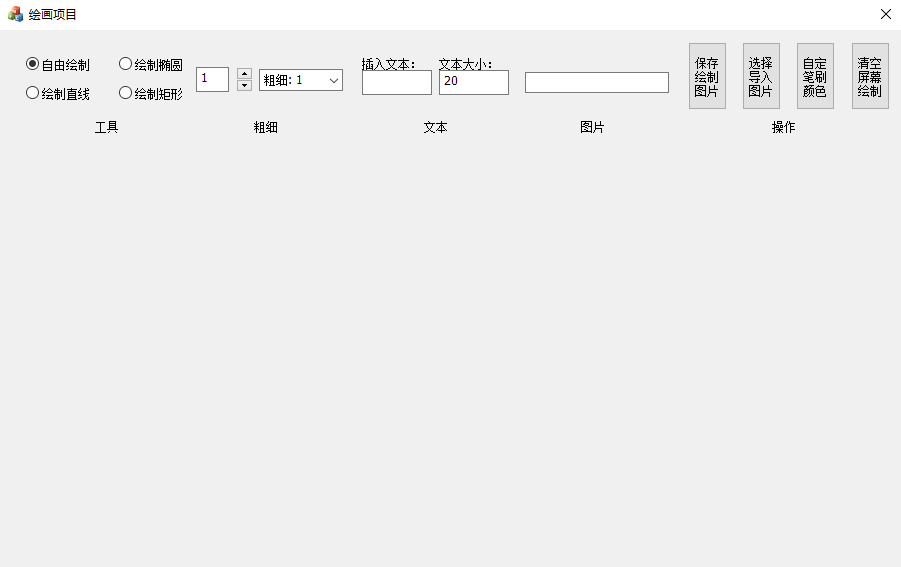 绘画项目
自由绘制 绘制椭圆
绘制直线 绘制矩形
1
粗细: 1
插入文本: 文本大小:
20
保存
绘制
图片
选择
导入
图片
自定
笔刷
颜色
清空
屏幕
绘制
工具 粗细 文本 图片 操作